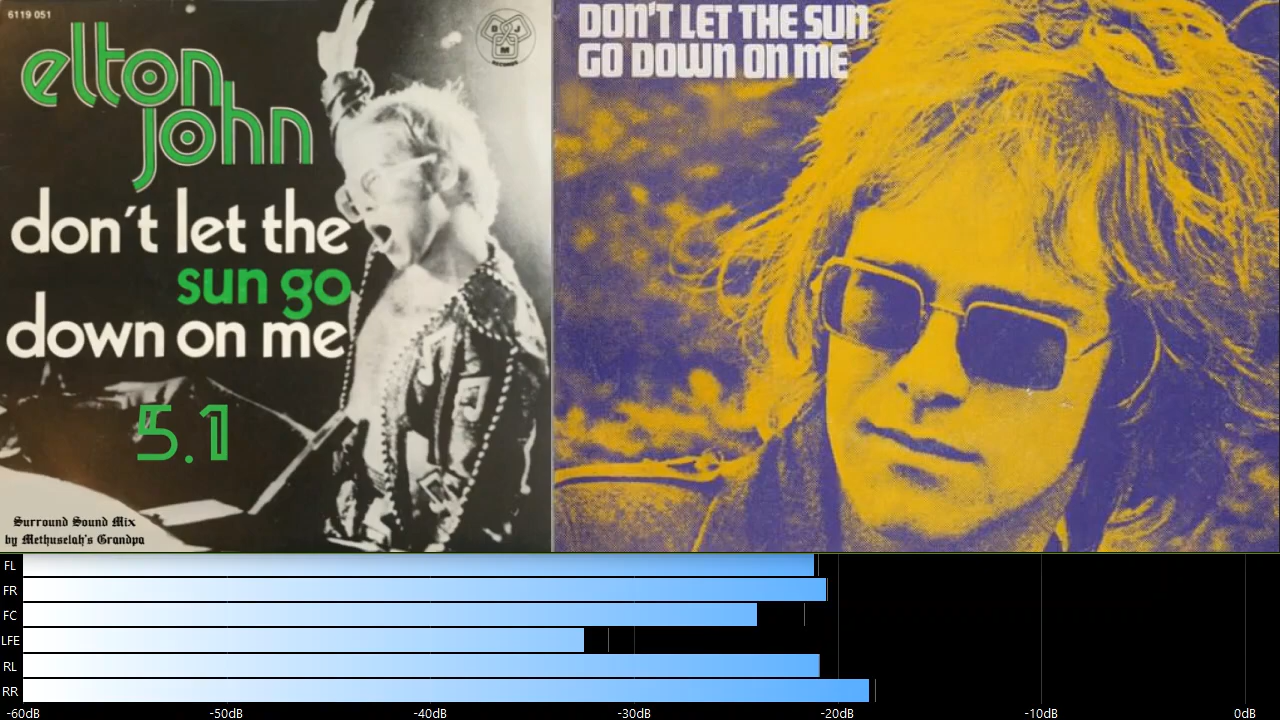 6119 051
elton
john
don't let the
sun go
down on me
5.1
Surround Sound Mix
by Methuselah's Grandpa
DJM
RECORDS
DON'T LET THE SUN
GO DOWN ON ME
FL
FR
FC
LFE
RL
RR
-60dB -50dB -40dB -30dB -20dB -10dB 0dB